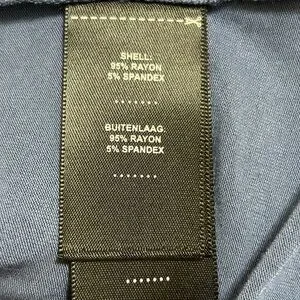 SHELL:
95% RAYON
5% SPANDEX
.......
BUITENLAAG:
95% RAYON
5% SPANDEX
.......